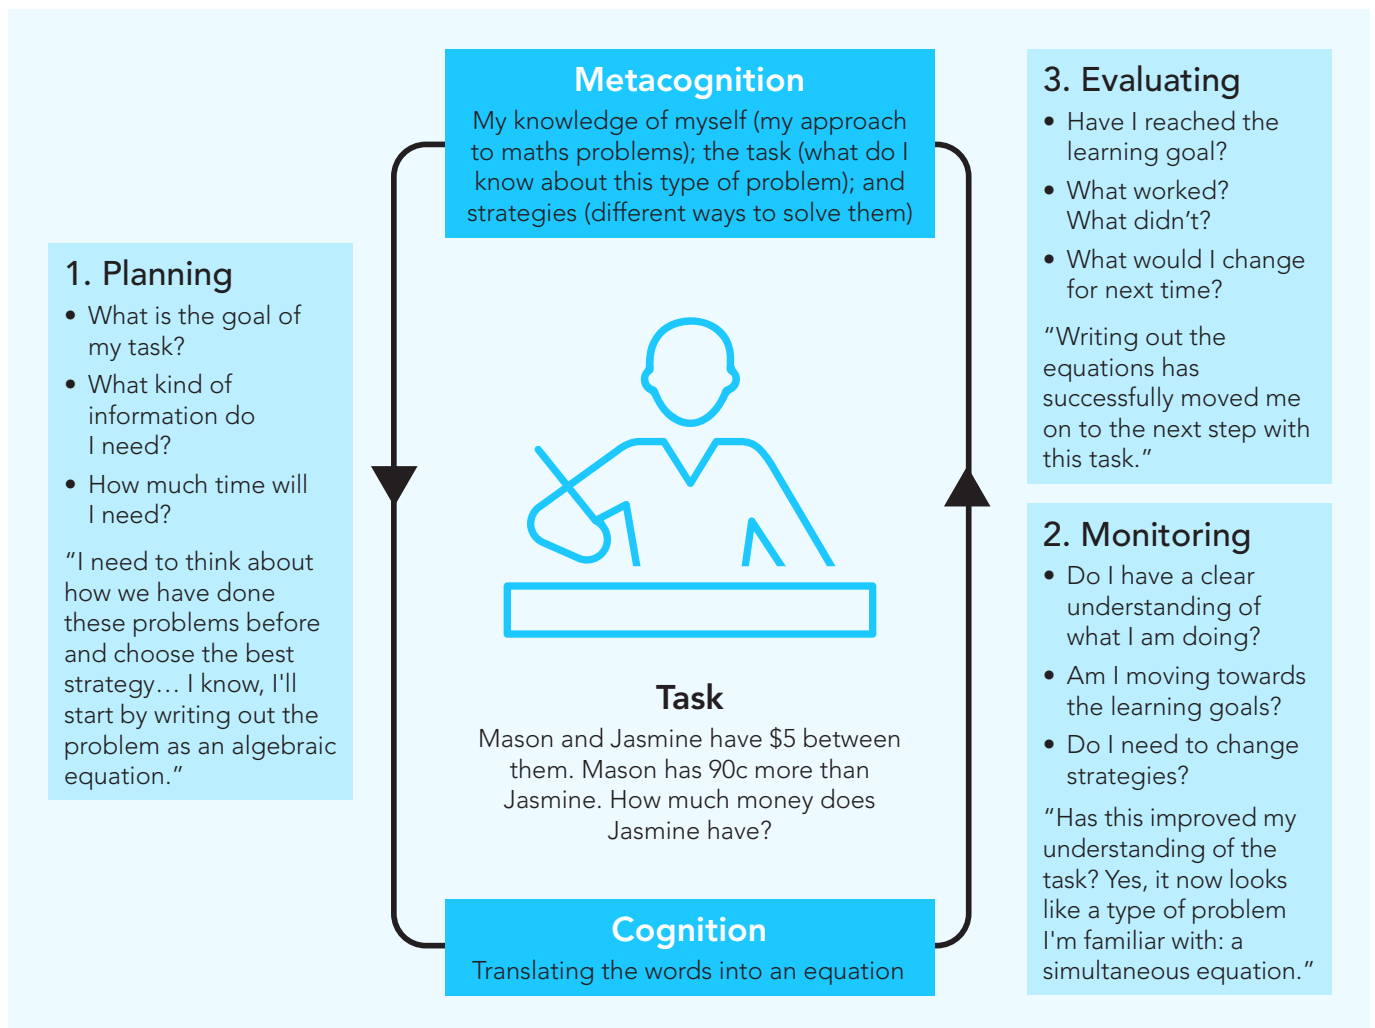 Metacognition
My knowledge of myself (my approach
to maths problems); the task (what do I
know about this type of problem); and
strategies (different ways to solve them)
1. Planning
• What is the goal of
my task?
• What kind of
information do
I need?
• How much time will
I need?
“I need to think about
how we have done
these problems before
and choose the best
strategy… I know, I'll
start by writing out the
problem as an algebraic
equation.”
Task
Mason and Jasmine have $5 between
them. Mason has 90c more than
Jasmine. How much money does
Jasmine have?
Cognition
Translating the words into an equation
2. Monitoring
• Do I have a clear
understanding of
what I am doing?
• Am I moving towards
the learning goals?
• Do I need to change
strategies?
“Has this improved my
understanding of the
task? Yes, it now looks
like a type of problem
I'm familiar with: a
simultaneous equation.”
3. Evaluating
• Have I reached the
learning goal?
• What worked?
What didn’t?
• What would I change
for next time?
“Writing out the
equations has
successfully moved me
on to the next step with
this task.”